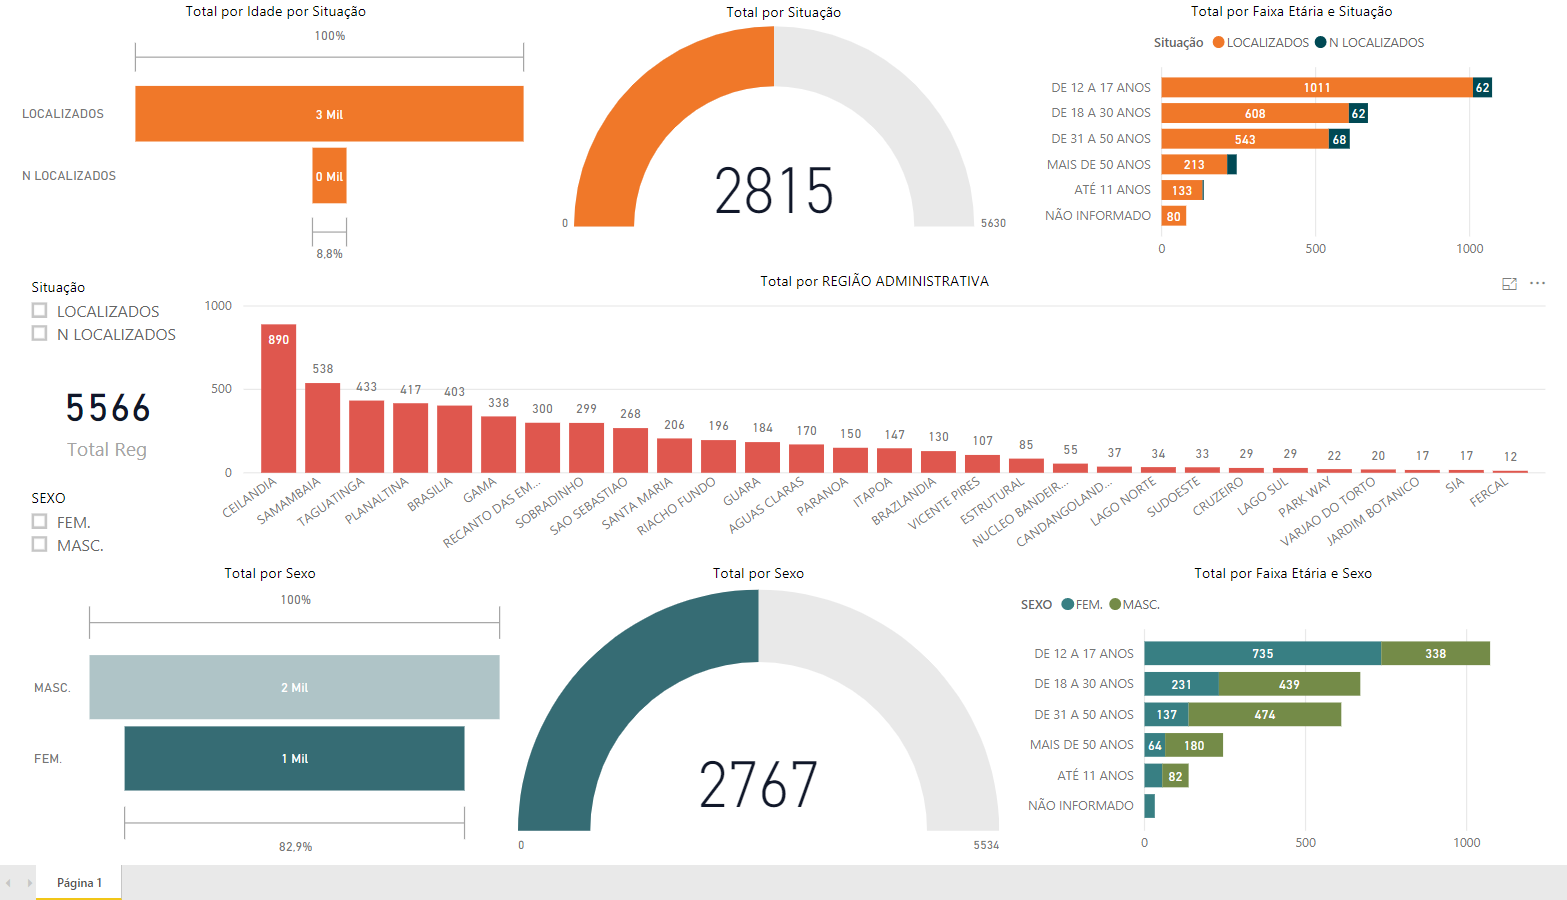 Total por Idade por Situação
100%
LOCALIZADOS
3 Mil
N LOCALIZADOS
0 Mil
8,8%
Total por Situação
2815
0
5630
Total por Faixa Etária e Situação
Situação LOCALIZADOS N LOCALIZADOS
DE 12 A 17 ANOS 1011 62
DE 18 A 30 ANOS 608 62
DE 31 A 50 ANOS 543 68
MAIS DE 50 ANOS 213
ATÉ 11 ANOS 133
NÃO INFORMADO 80
0 500 1000
Situação
LOCALIZADOS
N LOCALIZADOS
5566
Total Reg
SEXO
FEM.
MASC.
Total por REGIÃO ADMINISTRATIVA
1000
500
0
890 538 433 417 403 338 300 299 268 206 196 184 170 150 147 130 107 85 55 37 34 33 29 29 22 20 17 17 12
CEILANDIA
SAMAMBAIA
TAGUATINGA
PLANALTINA
BRASILIA
GAMA
RECANTO DAS EM...
SOBRADINHO
SAO SEBASTIAO
SANTA MARIA
RIACHO FUNDO
GUARA
AGUAS CLARAS
PARANOA
ITAPOA
BRAZLANDIA
VICENTE PIRES
ESTRUTURAL
NUCLEO BANDEIR...
CANDANGOLAND...
LAGO NORTE
SUDOESTE
CRUZEIRO
LAGO SUL
PARK WAY
VARJAO DO TORTO
JARDIM BOTANICO
SIA
FERCAL
Total por Sexo
100%
MASC.
2 Mil
FEM.
1 Mil
82,9%
Total por Sexo
2767
0
5534
Total por Faixa Etária e Sexo
SEXO FEM. MASC.
DE 12 A 17 ANOS 735 338
DE 18 A 30 ANOS 231 439
DE 31 A 50 ANOS 137 474
MAIS DE 50 ANOS 64 180
ATÉ 11 ANOS 82
NÃO INFORMADO
0 500 1000
Página 1